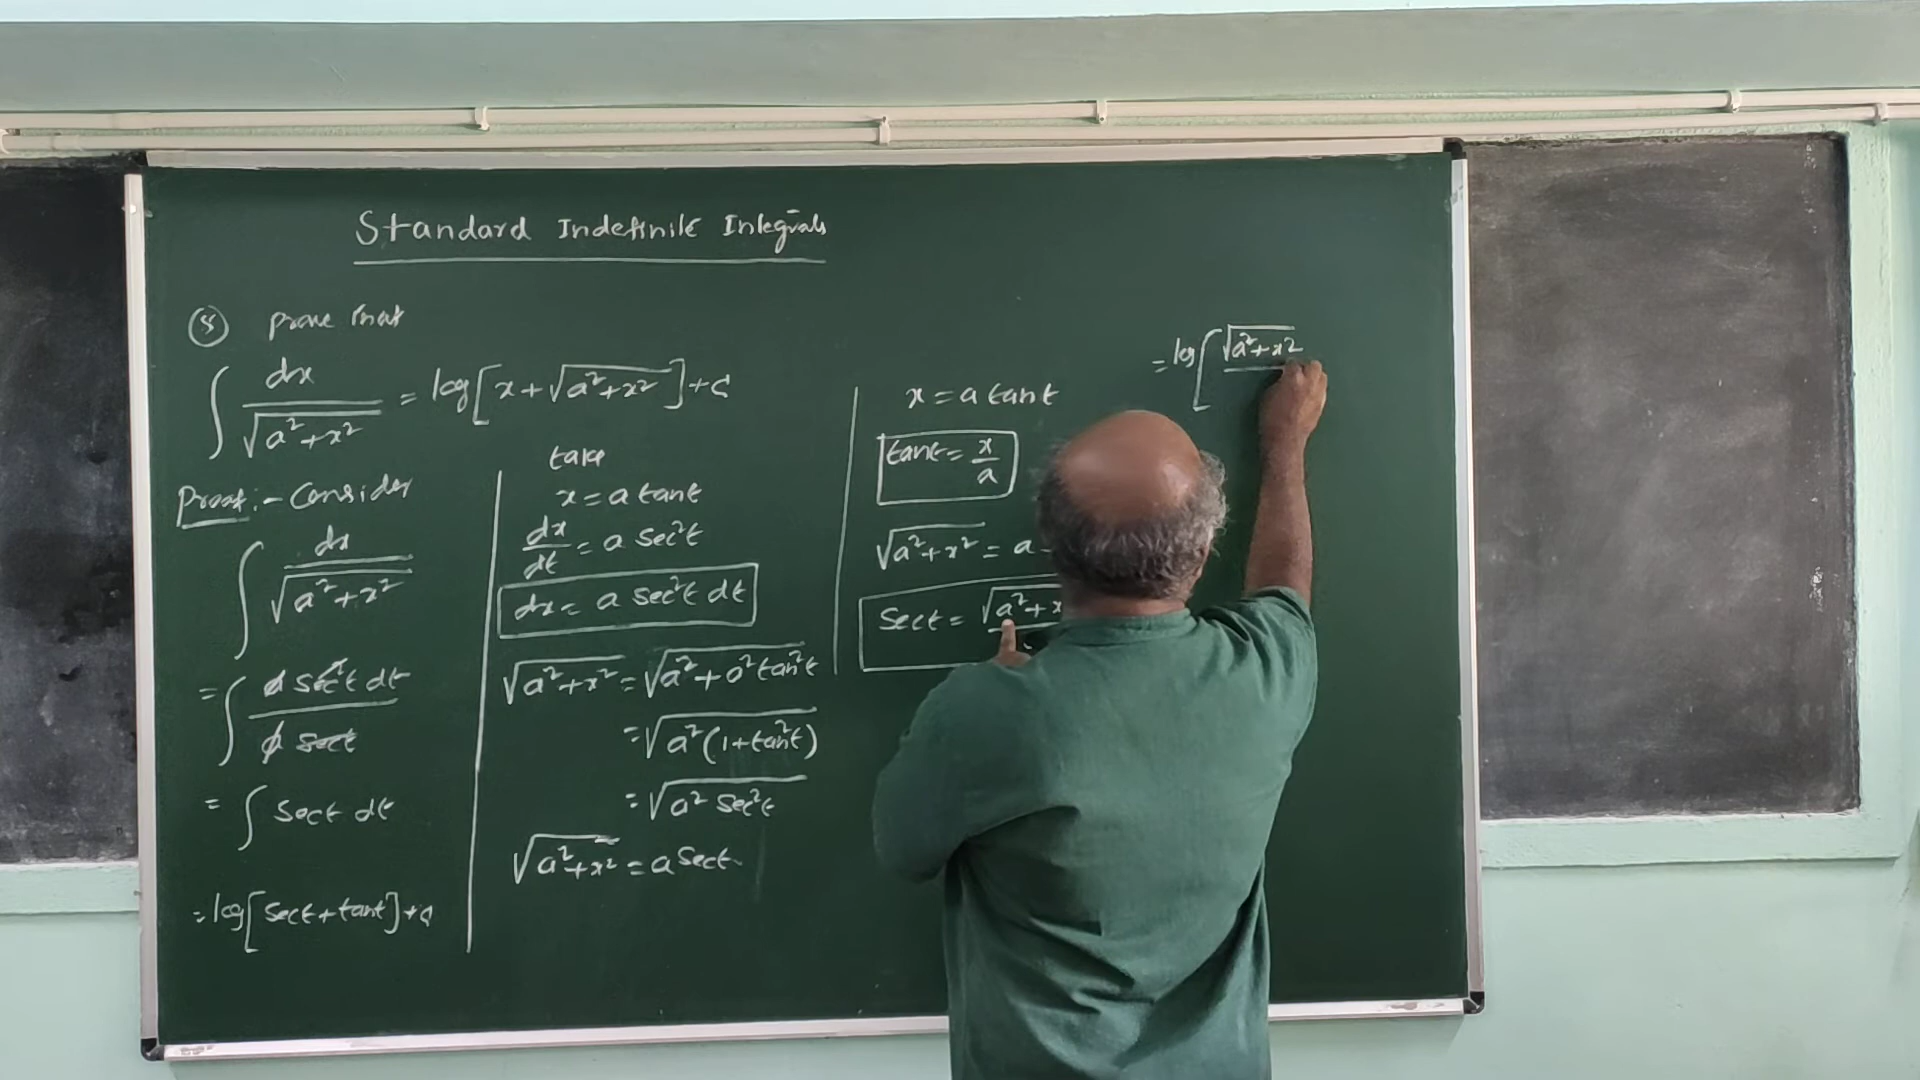 Standard Indefinite Integrals
⑧ prove that
∫ dx / √(a²+x²) = log[x+√(a²+x²)]+c
Proof:- Consider
∫ dx / √(a²+x²)
= ∫ a sec²t dt / a sect
= ∫ sect dt
= log[sect+tant]+c
take
x = a tant
dx/dt = a sec²t
dx = a sec²t dt
√(a²+x²) = √(a²+a²tan²t)
= √(a²(1+tan²t))
= √(a² sec²t)
√(a²+x²) = a sect
x = a tant
tant = x/a
√(a²+x²) = a
sect = √(a²+x
= log[√(a²+x²)